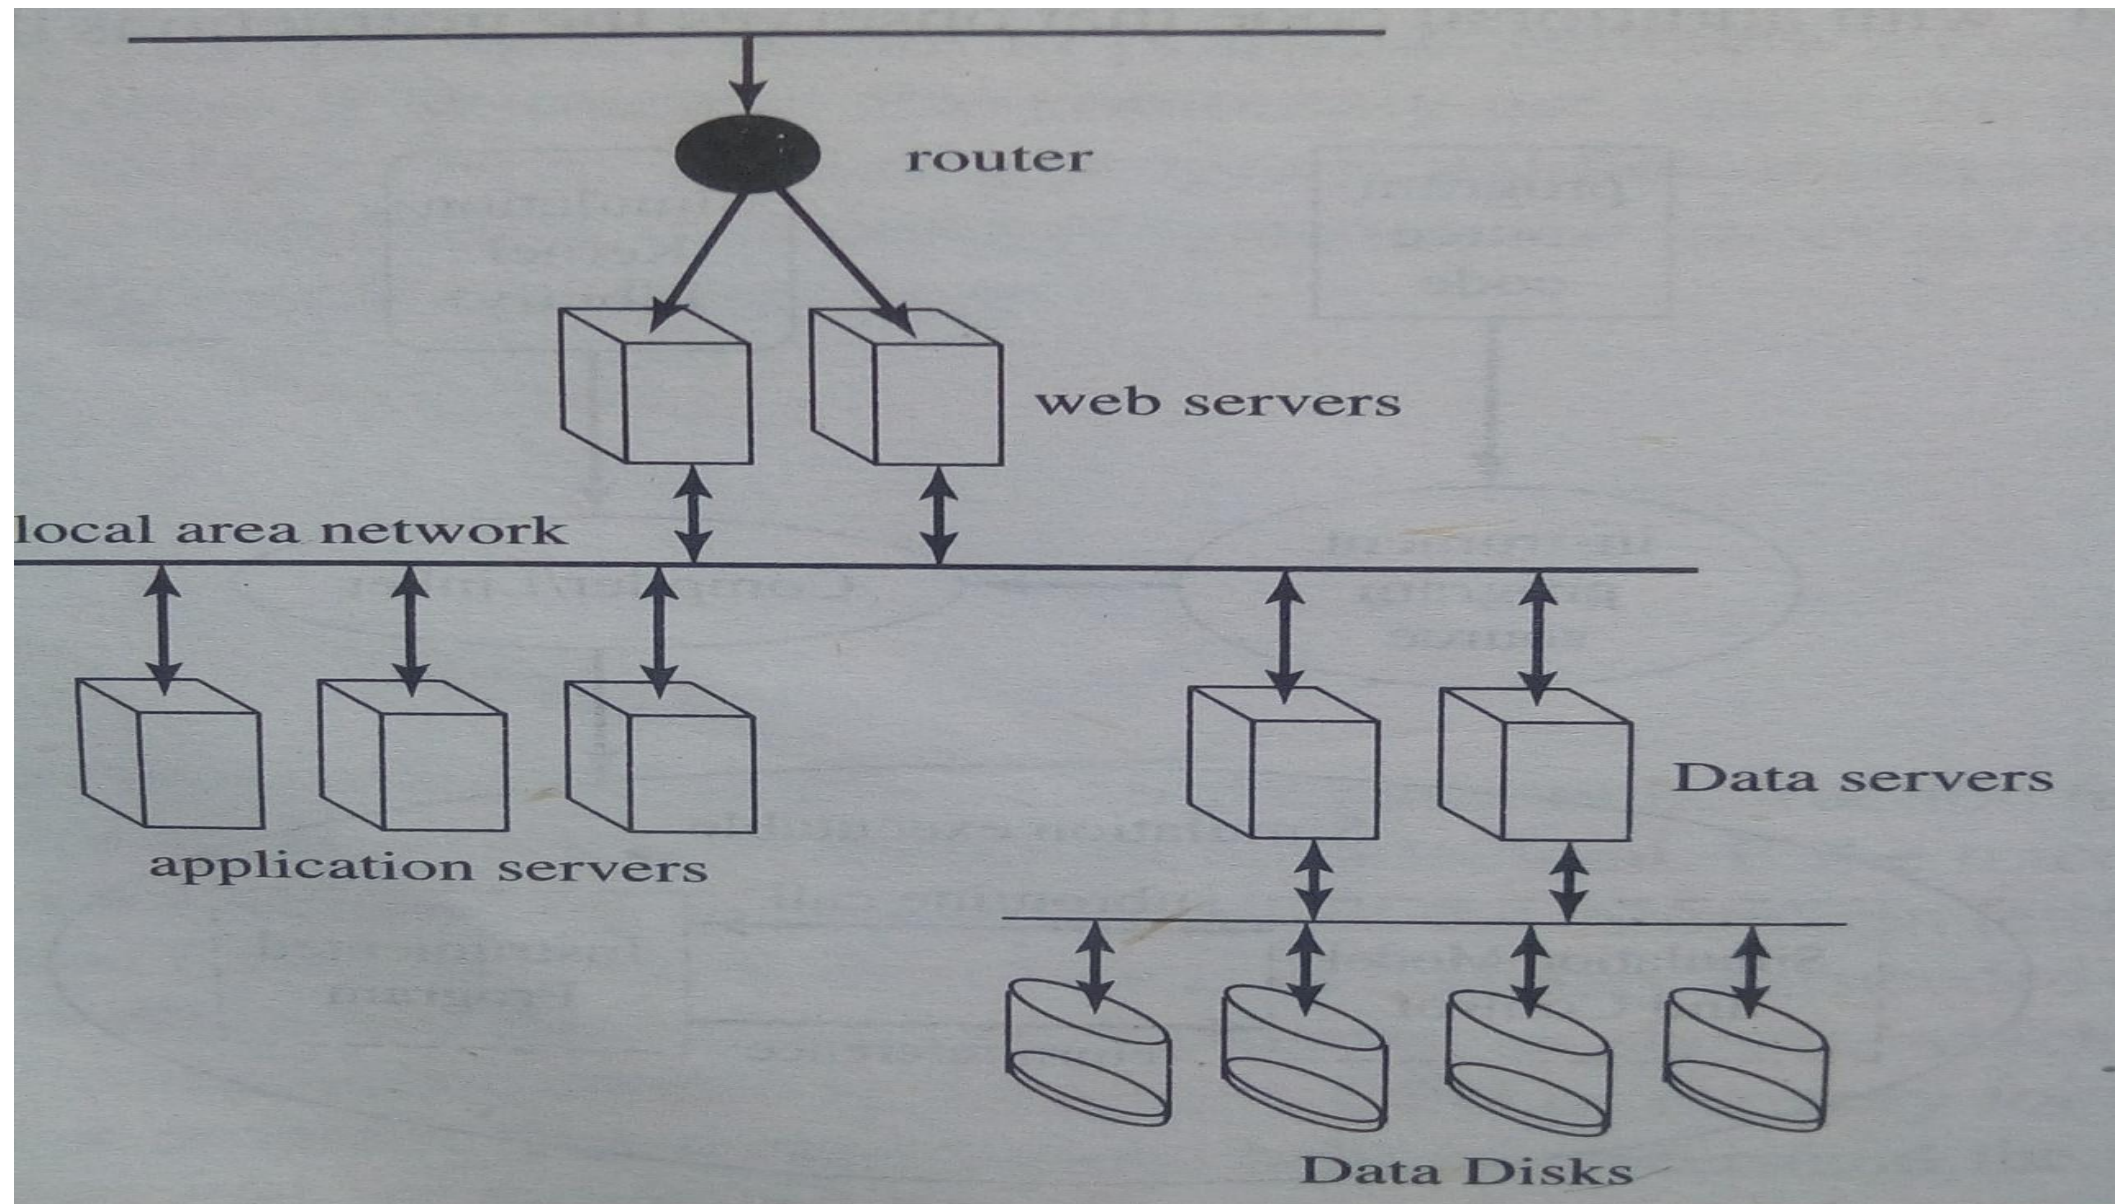 router
web servers
local area network
Data servers
application servers
Data Disks